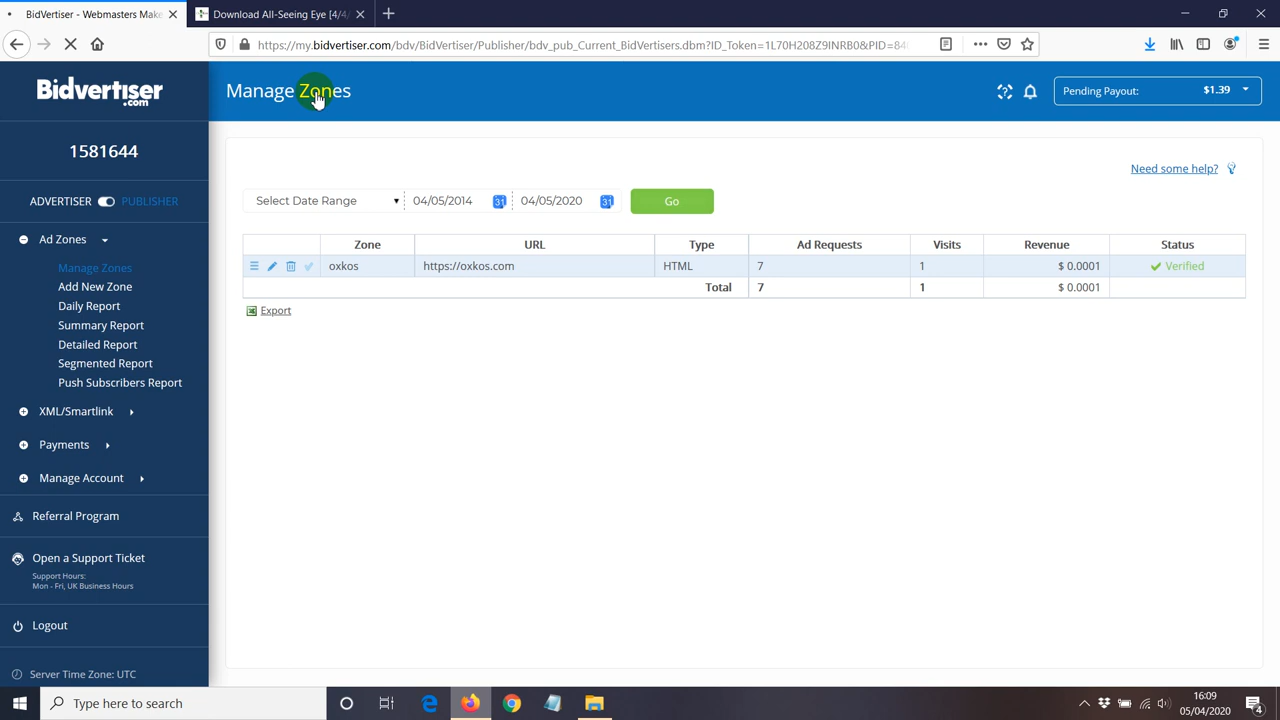 BidVertiser - Webmasters Make
Download All-Seeing Eye [4/4/
https://my.bidvertiser.com/bdv/BidVertiser/Publisher/bdv_pub_Current_BidVertisers.dbm?ID_Token=1L70H208Z9INRB0&PID=84
Bidvertiser.com
Manage Zones
Pending Payout: $1.39
1581644
Need some help?
ADVERTISER PUBLISHER
Select Date Range 04/05/2014 31 04/05/2020 31 Go
Ad Zones
Manage Zones
Add New Zone
Daily Report
Summary Report
Detailed Report
Segmented Report
Push Subscribers Report
XML/Smartlink
Payments
Manage Account
Referral Program
Open a Support Ticket
Support Hours:
Mon - Fri, UK Business Hours
Logout
Server Time Zone: UTC
Zone URL Type Ad Requests Visits Revenue Status
oxkos https://oxkos.com HTML 7 1 $ 0.0001 Verified
Total 7 1 $ 0.0001
Export
Type here to search
16:09
05/04/2020
4